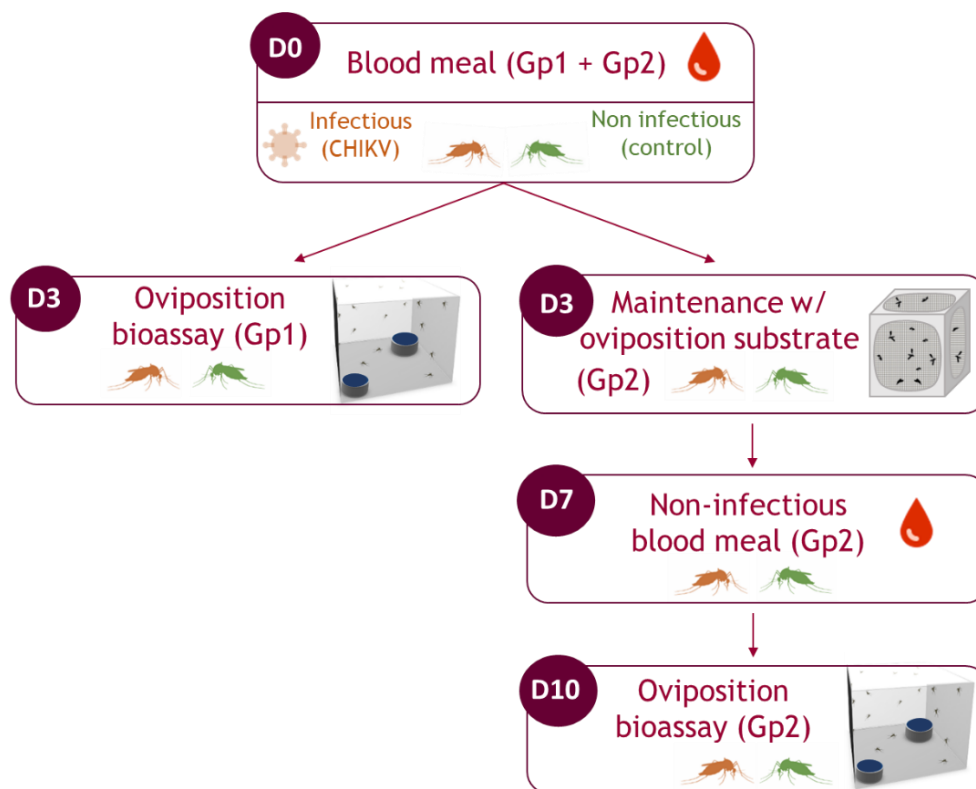 D0
Blood meal (Gp1 + Gp2)
Infectious
(CHIKV)
Non infectious
(control)
D3
Oviposition
bioassay (Gp1)
D3
Maintenance w/
oviposition substrate
(Gp2)
D7
Non-infectious
blood meal (Gp2)
D10
Oviposition
bioassay (Gp2)